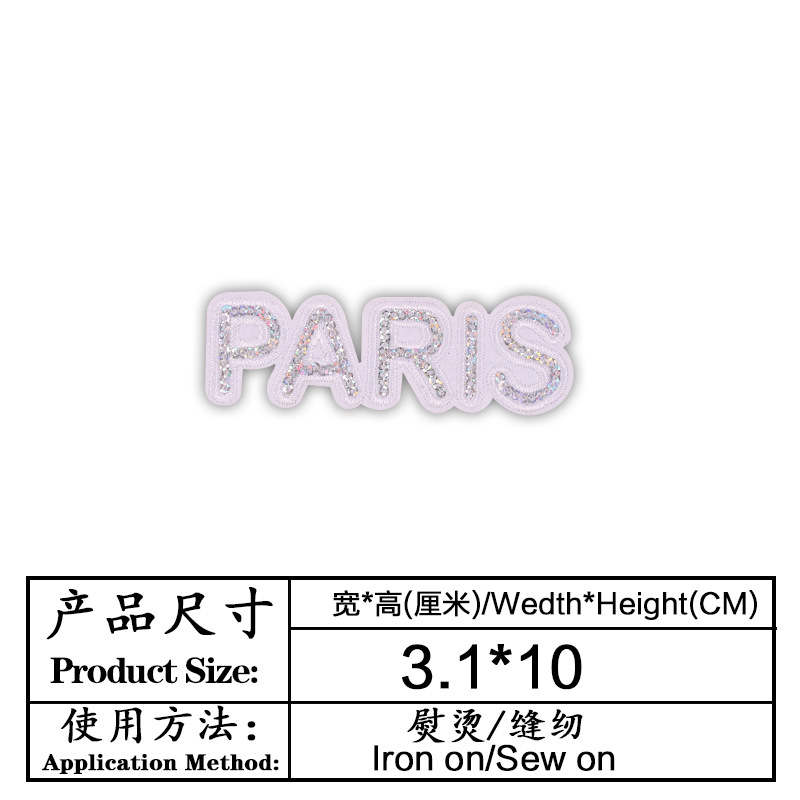 PARIS
产品尺寸
Product Size:
宽*高(厘米)/Wedth*Height(CM)
3.1*10
使用方法:
Application Method:
熨烫/缝纫
Iron on/Sew on